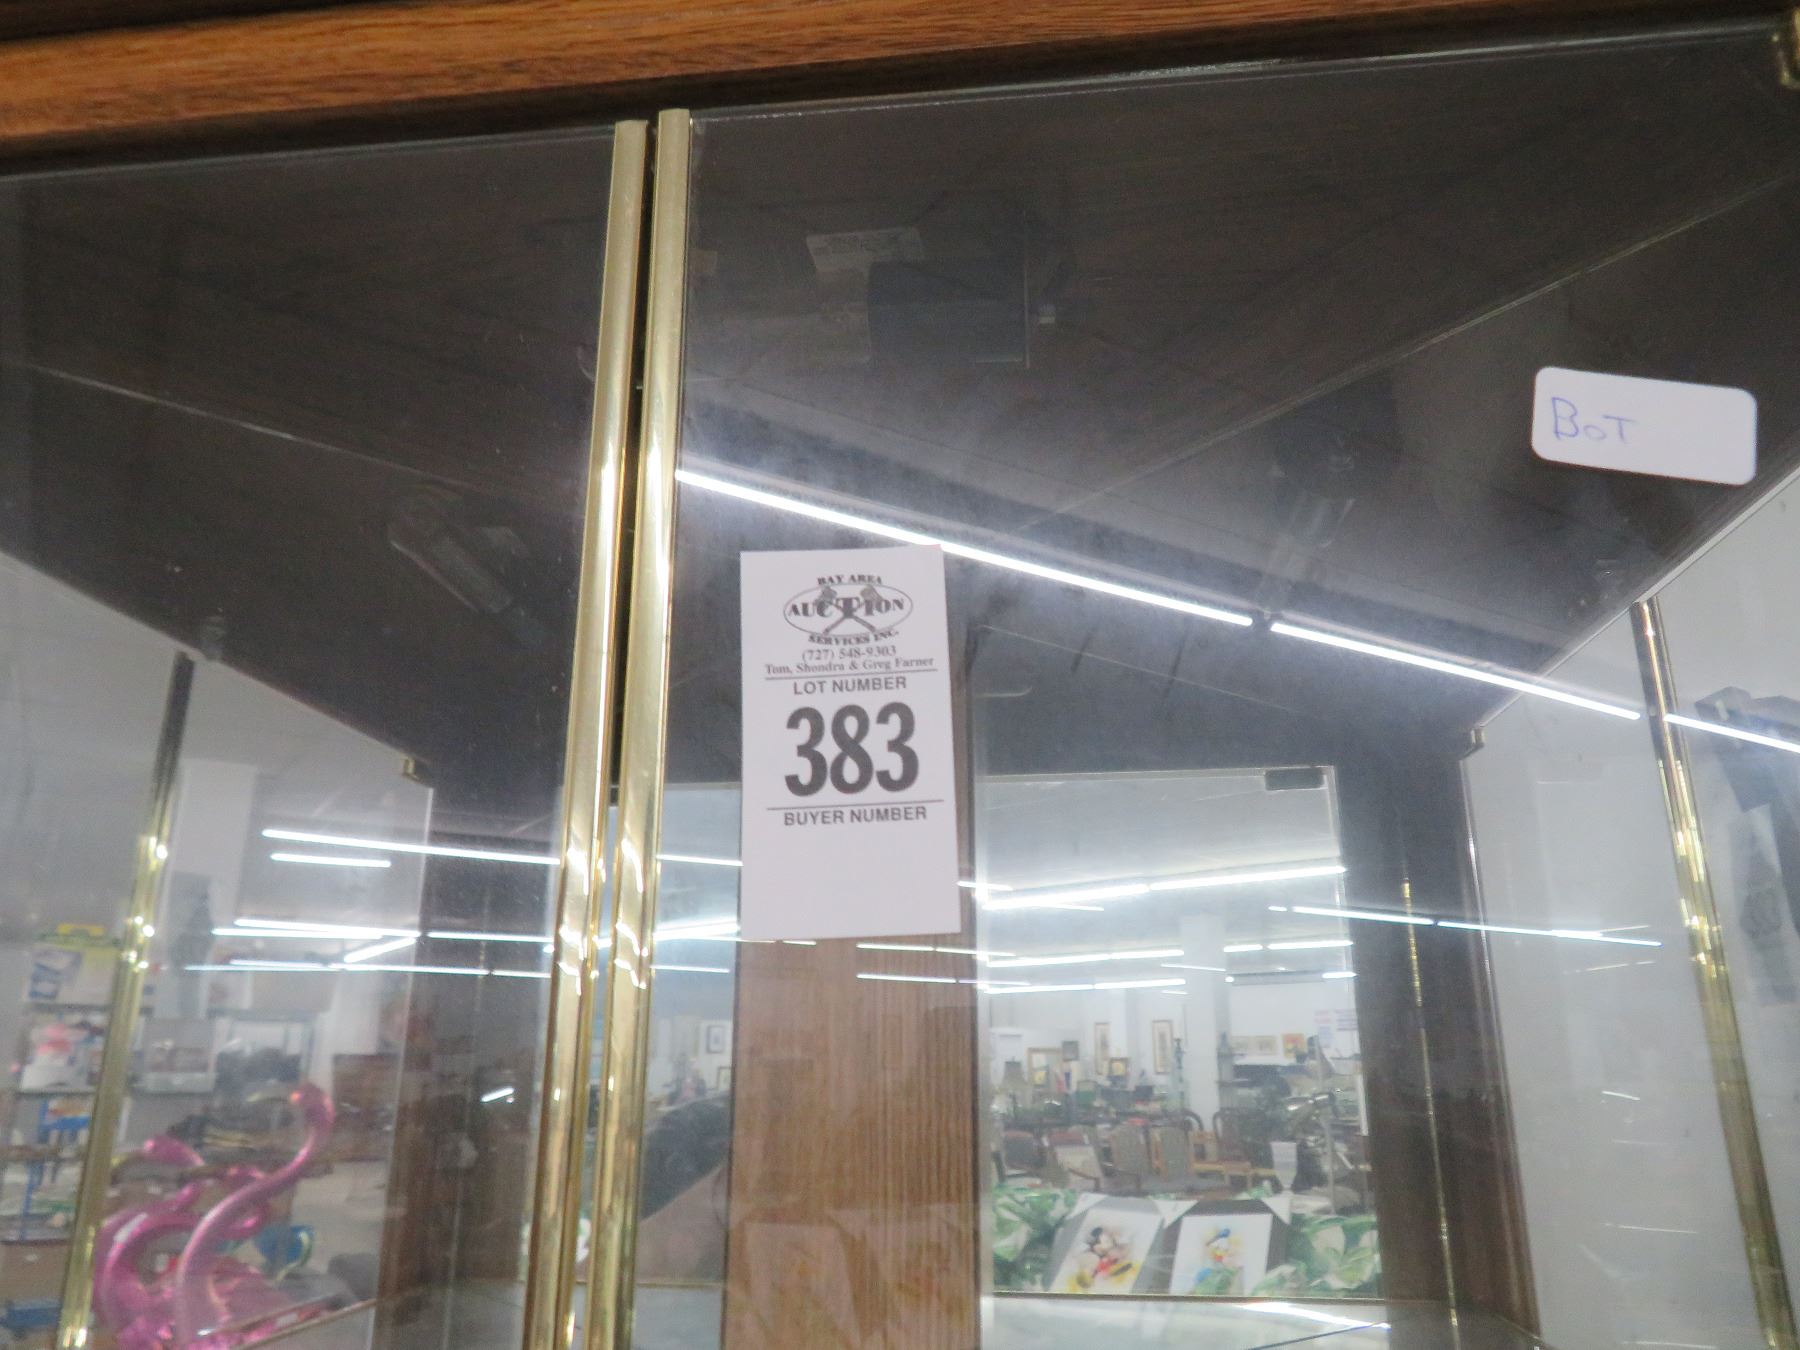 BAY AREA
AUCTION
SERVICES INC.
(727) 548-9303
Tom, Shondra & Greg Farner
LOT NUMBER
383
BUYER NUMBER
BOT